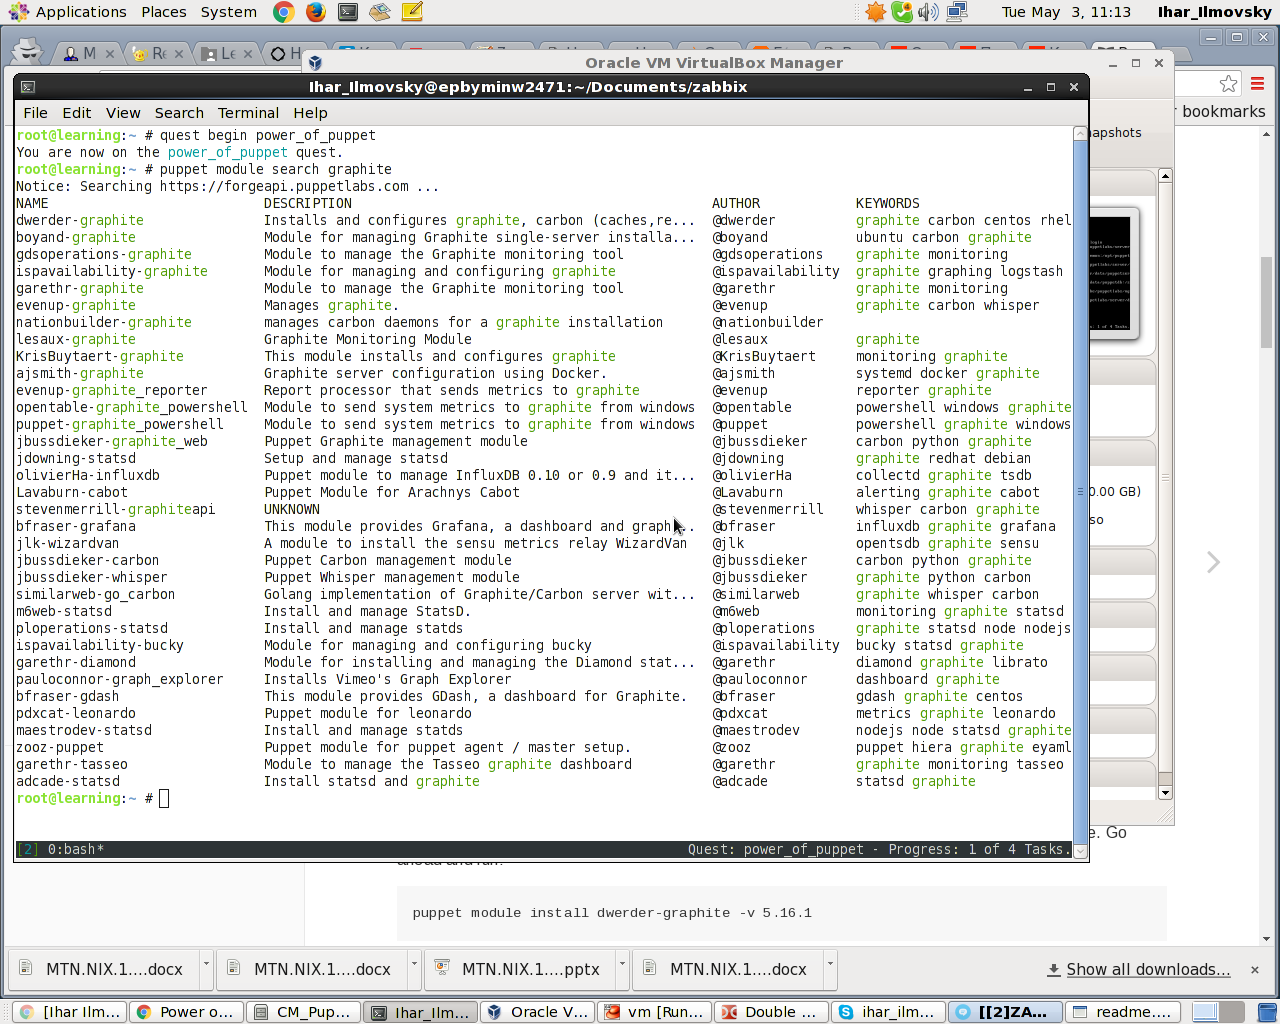 Applications Places System Tue May 3, 11:13 Ihar_Ilmovsky
Oracle VM VirtualBox Manager
Ihar_Ilmovsky@epbyminw2471:~/Documents/zabbix
bookmarks
File Edit View Search Terminal Help
root@learning:~ # quest begin power_of_puppet
You are now on the power_of_puppet quest.
root@learning:~ # puppet module search graphite
Notice: Searching https://forgeapi.puppetlabs.com ...
NAME DESCRIPTION AUTHOR KEYWORDS
dwerder-graphite Installs and configures graphite, carbon (caches,re... @dwerder graphite carbon centos rhel
boyand-graphite Module for managing Graphite single-server installa... @boyand ubuntu carbon graphite
gdsoperations-graphite Module to manage the Graphite monitoring tool @gdsoperations graphite monitoring
ispavailability-graphite Module for managing and configuring graphite @ispavailability graphite graphing logstash
garethr-graphite Module to manage the Graphite monitoring tool @garethr graphite monitoring
evenup-graphite Manages graphite. @evenup graphite carbon whisper
nationbuilder-graphite manages carbon daemons for a graphite installation @nationbuilder
lesaux-graphite Graphite Monitoring Module @lesaux graphite
KrisBuytaert-graphite This module installs and configures graphite @KrisBuytaert monitoring graphite
ajsmith-graphite Graphite server configuration using Docker. @ajsmith systemd docker graphite
evenup-graphite_reporter Report processor that sends metrics to graphite @evenup reporter graphite
opentable-graphite_powershell Module to send system metrics to graphite from windows @opentable powershell windows graphite
puppet-graphite_powershell Module to send system metrics to graphite from windows @puppet powershell graphite windows
jbussdieker-graphite_web Puppet Graphite management module @jbussdieker carbon python graphite
jdowning-statsd Setup and manage statsd @jdowning graphite redhat debian
olivierHa-influxdb Puppet module to manage InfluxDB 0.10 or 0.9 and it... @olivierHa collectd graphite tsdb
Lavaburn-cabot Puppet Module for Arachnys Cabot @Lavaburn alerting graphite cabot
stevenmerrill-graphiteapi UNKNOWN @stevenmerrill whisper carbon graphite
bfraser-grafana This module provides Grafana, a dashboard and graph... @bfraser influxdb graphite grafana
jlk-wizardvan A module to install the sensu metrics relay WizardVan @jlk opentsdb graphite sensu
jbussdieker-carbon Puppet Carbon management module @jbussdieker carbon python graphite
jbussdieker-whisper Puppet Whisper management module @jbussdieker graphite python carbon
similarweb-go_carbon Golang implementation of Graphite/Carbon server wit... @similarweb graphite whisper carbon
m6web-statsd Install and manage StatsD. @m6web monitoring graphite statsd
ploperations-statsd Install and manage statds @ploperations graphite statsd node nodejs
ispavailability-bucky Module for managing and configuring bucky @ispavailability bucky statsd graphite
garethr-diamond Module for installing and managing the Diamond stat... @garethr diamond graphite librato
pauloconnor-graph_explorer Installs Vimeo's Graph Explorer @pauloconnor dashboard graphite
bfraser-gdash This module provides GDash, a dashboard for Graphite. @bfraser gdash graphite centos
pdxcat-leonardo Puppet module for leonardo @pdxcat metrics graphite leonardo
maestrodev-statsd Install and manage statds @maestrodev nodejs node statsd graphite
zooz-puppet Puppet module for puppet agent / master setup. @zooz puppet hiera graphite eyaml
garethr-tasseo Module to manage the Tasseo graphite dashboard @garethr graphite monitoring tasseo
adcade-statsd Install statsd and graphite @adcade statsd graphite
root@learning:~ #
[2] 0:bash* Quest: power_of_puppet - Progress: 1 of 4 Tasks.
apshots
0.00 GB)
so
e. Go
puppet module install dwerder-graphite -v 5.16.1
MTN.NIX.1....docx MTN.NIX.1....docx MTN.NIX.1....pptx MTN.NIX.1....docx Show all downloads...
[Ihar Ilm... Power o... CM_Pup... Ihar_Ilm... Oracle V... vm [Run... Double ... ihar_ilm... [[2]ZA... readme....